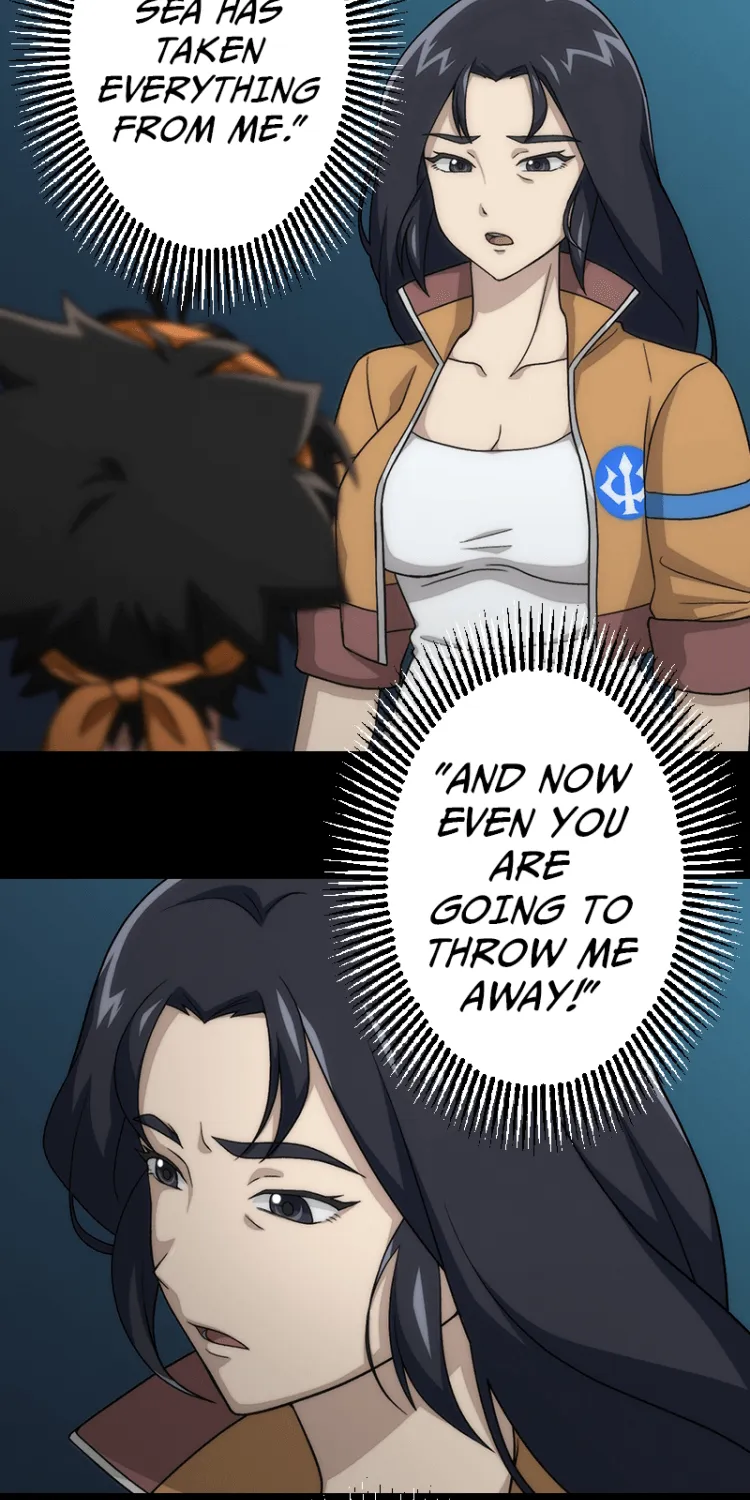 SEA HAS
TAKEN
EVERYTHING
FROM ME."
"AND NOW
EVEN YOU
ARE
GOING TO
THROW ME
AWAY!"